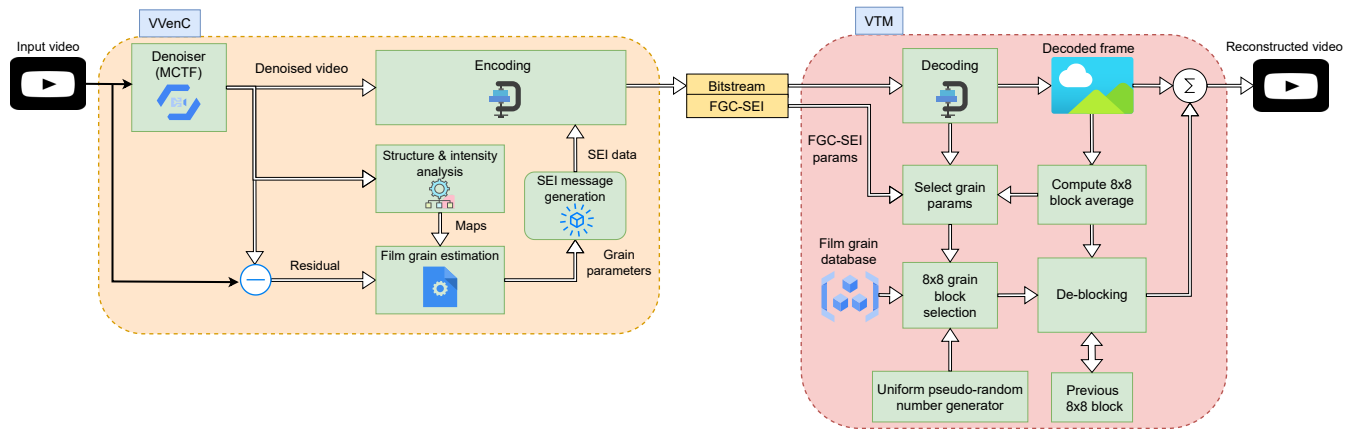 VVenC
Input video
Denoiser
(MCTF)
Denoised video
Encoding
Structure & intensity
analysis
Maps
SEI data
SEI message
generation
Residual
Film grain estimation
Grain
parameters
Bitstream
FGC-SEI
VTM
Decoding
Decoded frame
Σ
Reconstructed video
FGC-SEI
params
Select grain
params
Compute 8x8
block average
Film grain
database
8x8 grain
block
selection
De-blocking
Uniform pseudo-random
number generator
Previous
8x8 block